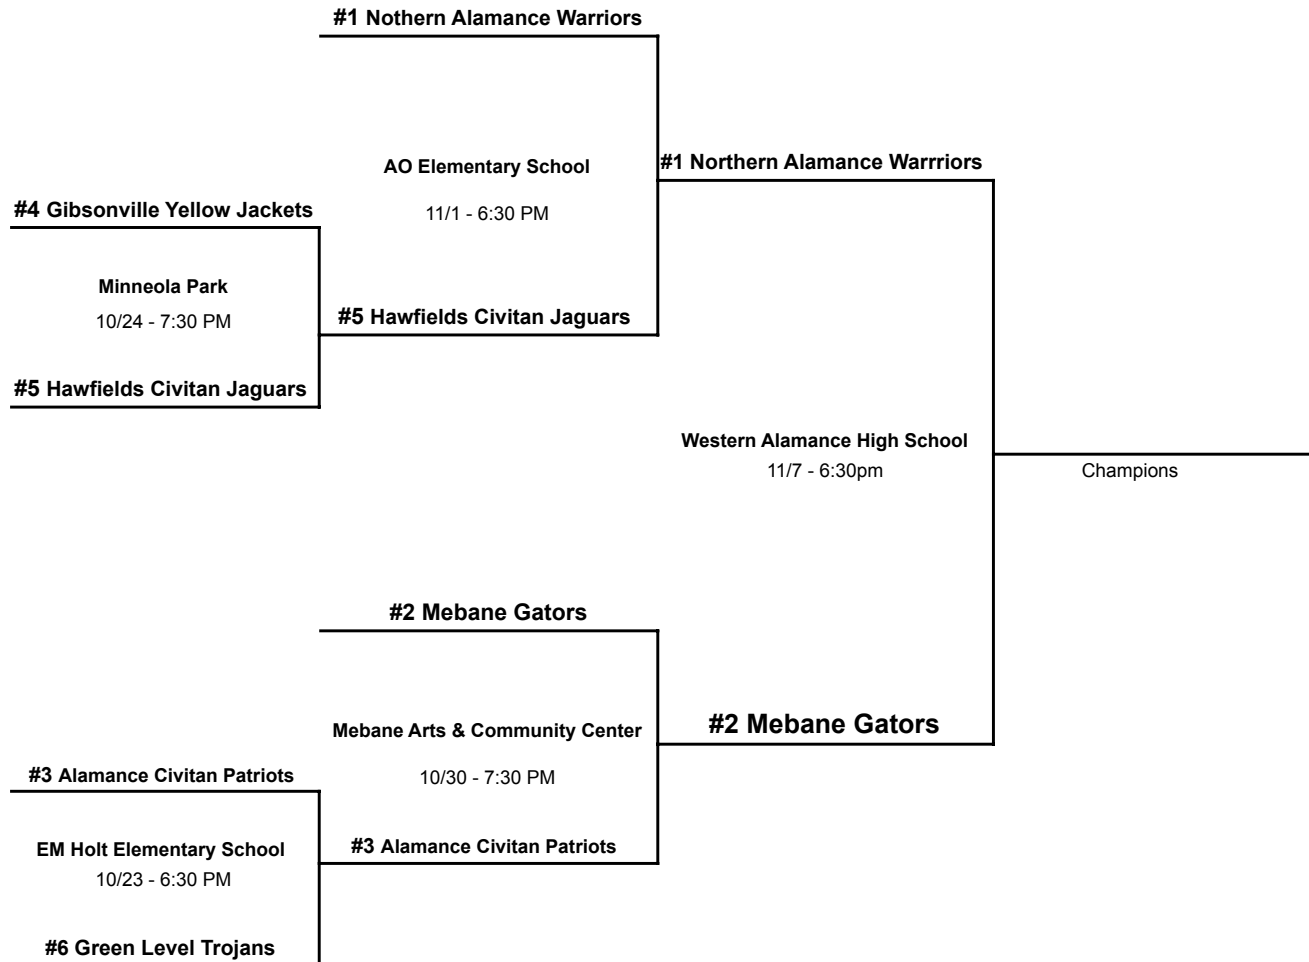 #1 Nothern Alamance Warriors
AO Elementary School
11/1 - 6:30 PM
#1 Northern Alamance Warrriors
#4 Gibsonville Yellow Jackets
Minneola Park
10/24 - 7:30 PM
#5 Hawfields Civitan Jaguars
#5 Hawfields Civitan Jaguars
Western Alamance High School
11/7 - 6:30pm
Champions
#2 Mebane Gators
Mebane Arts & Community Center
10/30 - 7:30 PM
#2 Mebane Gators
#3 Alamance Civitan Patriots
EM Holt Elementary School
10/23 - 6:30 PM
#3 Alamance Civitan Patriots
#6 Green Level Trojans